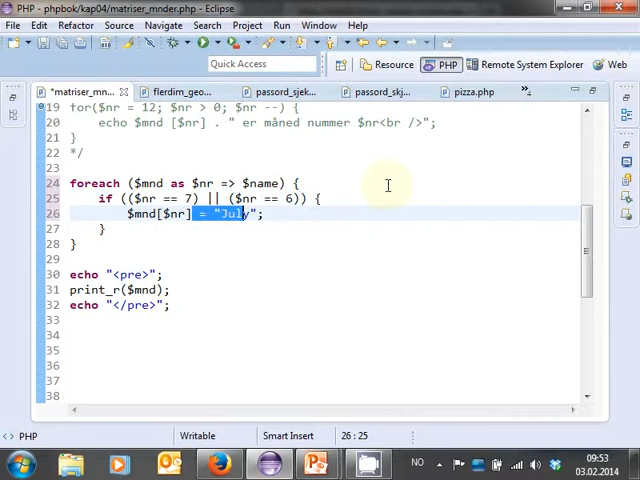 PHP - phpbok/kap04/matriser_mnder.php - Eclipse
File Edit Refactor Source Navigate Search Project Run Window Help
Quick Access
Resource PHP Remote System Explorer Web
*matriser_mn... flerdim_geo... passord_sjek... passord_skj... pizza.php »4
19 for($nr = 12; $nr > 0; $nr --) {
20 echo $mnd [$nr] . " er måned nummer $nr<br />";
21 }
22 */
23
24 foreach ($mnd as $nr => $name) {
25 if (($nr == 7) || ($nr == 6)) {
26 $mnd[$nr] = "July";
27 }
28 }
29
30 echo "<pre>";
31 print_r($mnd);
32 echo "</pre>";
33
34
35
36
37
38
PHP Writable Smart Insert 26 : 25
NO 09:53
03.02.2014